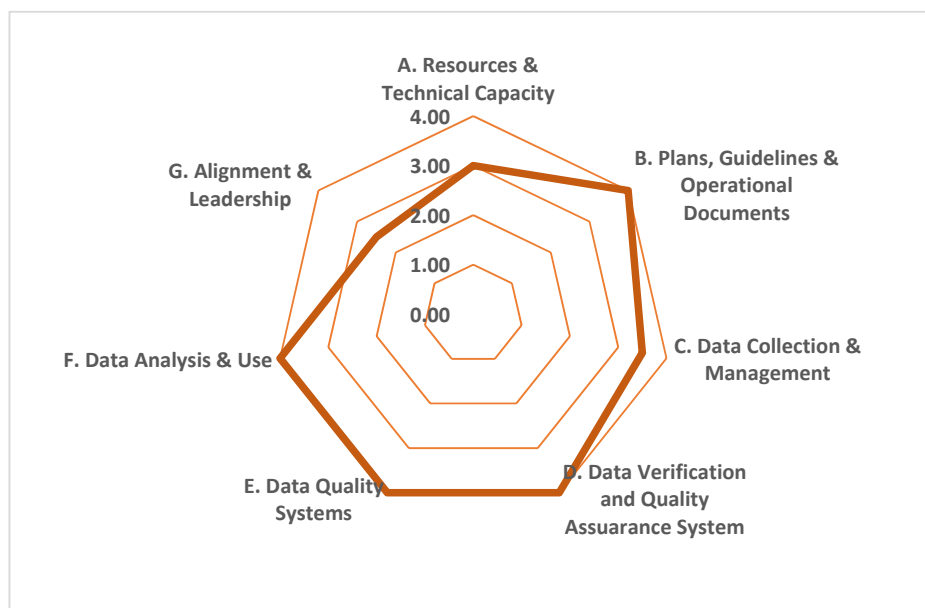 A. Resources &
Technical Capacity
4.00
3.00
2.00
1.00
0.00
B. Plans, Guidelines &
Operational
Documents
C. Data Collection &
Management
D. Data Verification
and Quality
Assuarance System
E. Data Quality
Systems
F. Data Analysis & Use
G. Alignment &
Leadership